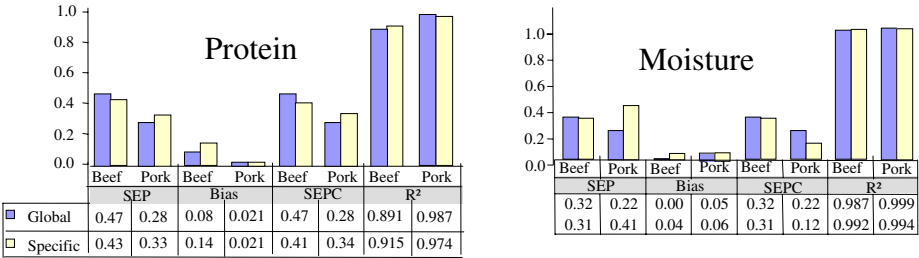 Protein
1.0
0.8
0.6
0.4
0.2
0.0
Beef Pork Beef Pork Beef Pork Beef Pork
SEP Bias SEPC R²
Global 0.47 0.28 0.08 0.021 0.47 0.28 0.891 0.987
Specific 0.43 0.33 0.14 0.021 0.41 0.34 0.915 0.974
Moisture
1.0
0.8
0.6
0.4
0.2
0.0
Beef Pork Beef Pork Beef Pork Beef Pork
SEP Bias SEPC R²
0.32 0.22 0.00 0.05 0.32 0.22 0.987 0.999
0.31 0.41 0.04 0.06 0.31 0.12 0.992 0.994